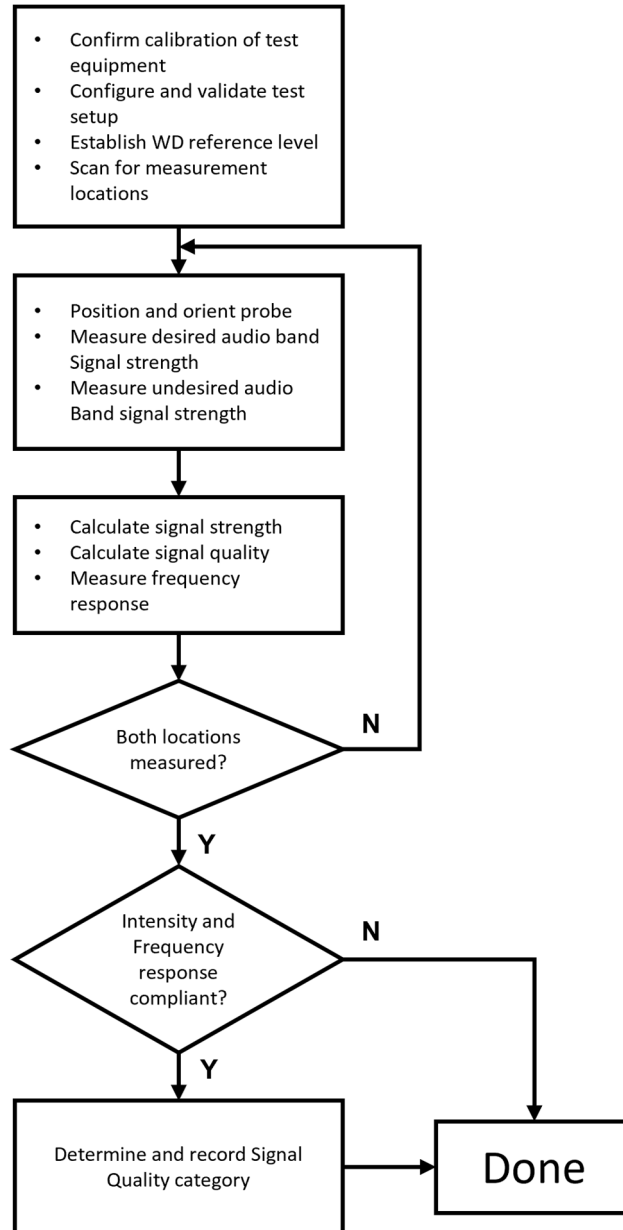 • Confirm calibration of test
equipment
• Configure and validate test
setup
• Establish WD reference level
• Scan for measurement
locations
• Position and orient probe
• Measure desired audio band
Signal strength
• Measure undesired audio
Band signal strength
• Calculate signal strength
• Calculate signal quality
• Measure frequency
response
Both locations
measured?
N
Y
Intensity and
Frequency
response
compliant?
N
Y
Determine and record Signal
Quality category
Done